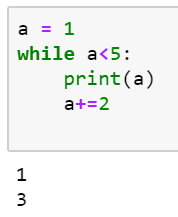 a = 1
while a<5:
    print(a)
    a+=2
1
3